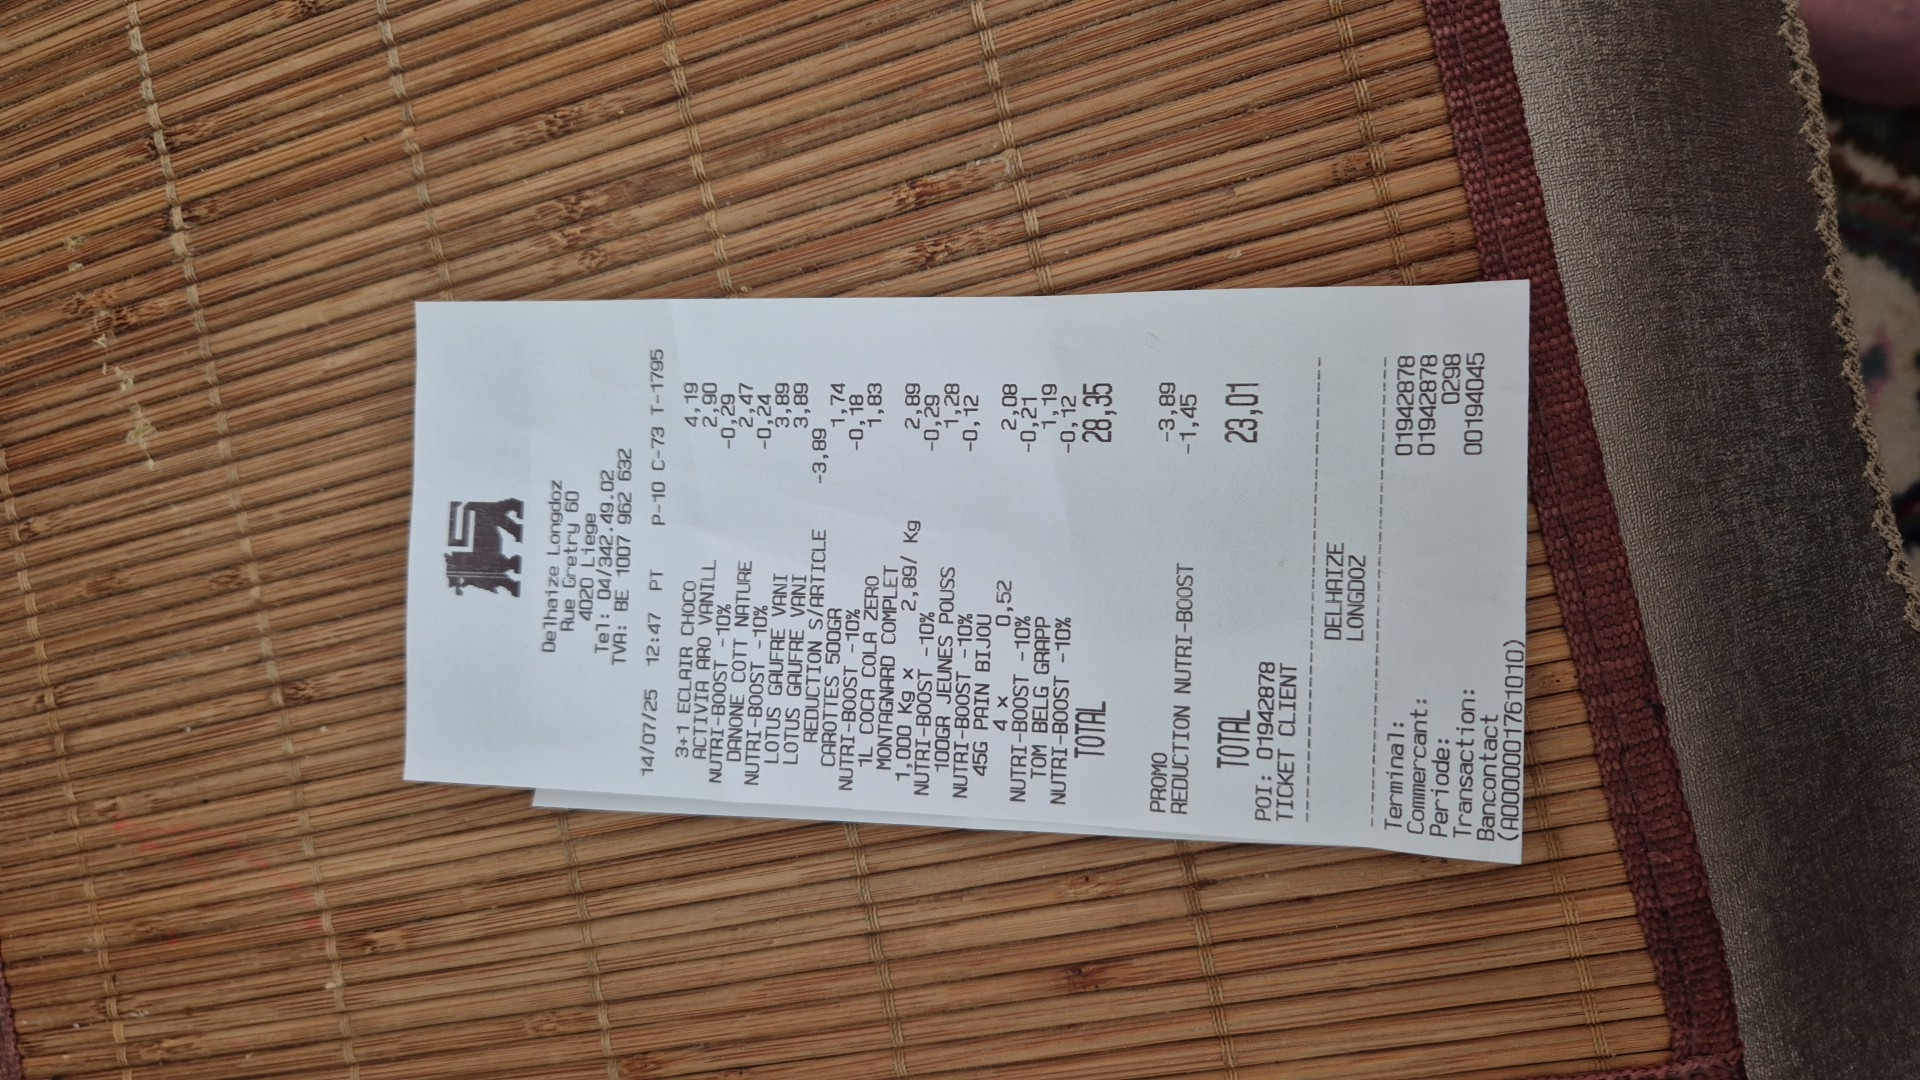 Delhaize Longdoz
Rue Gretry 60
4020 Liege
Tel: 04/342.49.02
TVA: BE 1007 962 632
14/07/25 12:47 PT P-10 C-73 T-1795
3+1 ECLAIR CHOCO 4,19
ACTIVIA ARO VANILL 2,90
NUTRI-BOOST -10% -0,29
DANONE COTT NATURE 2,47
NUTRI-BOOST -10% -0,24
LOTUS GAUFRE VANI 3,89
LOTUS GAUFRE VANI 3,89
REDUCTION S/ARTICLE -3,89
CAROTTES 500GR 1,74
NUTRI-BOOST -10% -0,18
1L COCA COLA ZERO 1,83
MONTAGNARD COMPLET
1,000 Kg x 2,89/ Kg 2,89
NUTRI-BOOST -10% -0,29
100GR JEUNES POUSS 1,28
NUTRI-BOOST -10% -0,12
45G PAIN BIJOU
4 x 0,52 2,08
NUTRI-BOOST -10% -0,21
TOM BELG GRAPP 1,19
NUTRI-BOOST -10% -0,12
TOTAL 28,35
PROMO -3,89
REDUCTION NUTRI-BOOST -1,45
TOTAL 23,01
POI: 01942878
TICKET CLIENT
--------------------------------
DELHAIZE
LONGDOZ
--------------------------------
Terminal: 01942878
Commercant: 01942878
Periode: 0298
Transaction: 00194045
Bancontact
(A0000001761010)